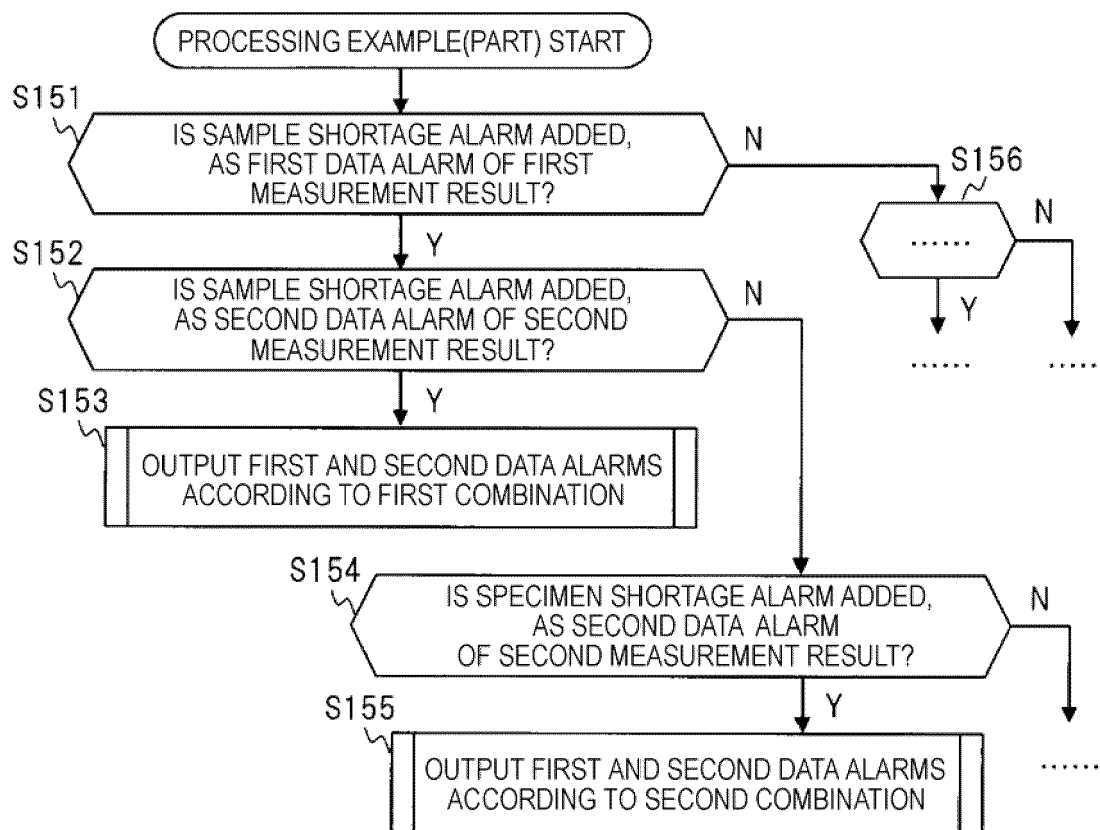 PROCESSING EXAMPLE(PART) START
S151
IS SAMPLE SHORTAGE ALARM ADDED,
AS FIRST DATA ALARM OF FIRST
MEASUREMENT RESULT?
N
S156
......
N
Y
......
.....
Y
S152
IS SAMPLE SHORTAGE ALARM ADDED,
AS SECOND DATA ALARM OF SECOND
MEASUREMENT RESULT?
N
Y
S153
OUTPUT FIRST AND SECOND DATA ALARMS
ACCORDING TO FIRST COMBINATION
S154
IS SPECIMEN SHORTAGE ALARM ADDED,
AS SECOND DATA ALARM
OF SECOND MEASUREMENT RESULT?
N
......
Y
S155
OUTPUT FIRST AND SECOND DATA ALARMS
ACCORDING TO SECOND COMBINATION